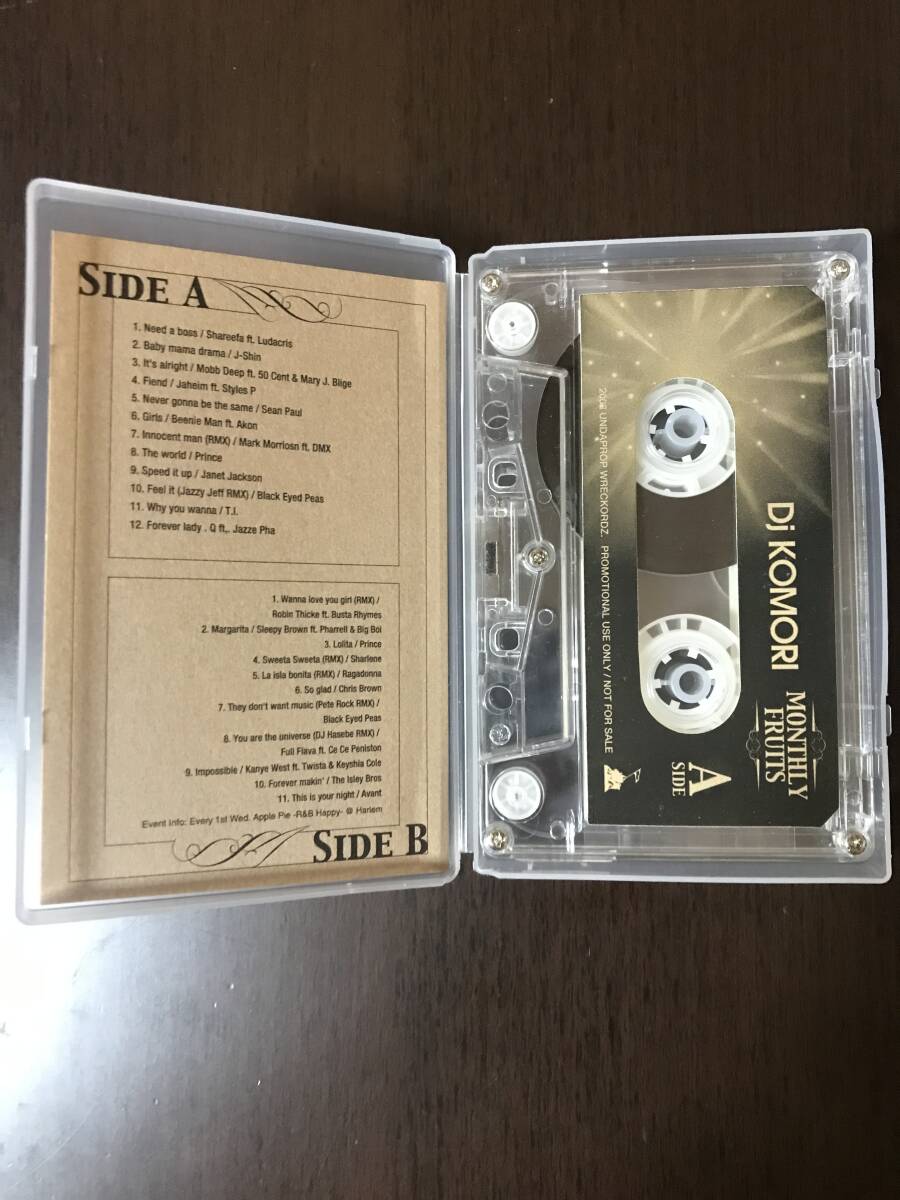 SIDE A
1. Need a boss / Shareefa ft. Ludacris
2. Baby mama drama / J-Shin
3. It's alright / Mobb Deep ft. 50 Cent & Mary J. Blige
4. Fiend / Jaheim ft. Styles P
5. Never gonna be the same / Sean Paul
6. Girls / Beenie Man ft. Akon
7. Innocent man (RMX) / Mark Morriosn ft. DMX
8. The world / Prince
9. Speed it up / Janet Jackson
10. Feel it (Jazzy Jeff RMX) / Black Eyed Peas
11. Why you wanna / T.I.
12. Forever lady . Q ft,. Jazze Pha
1. Wanna love you girl (RMX) /
Robin Thicke ft. Busta Rhymes
2. Margarita / Sleepy Brown ft. Pharrell & Big Boi
3. Lolita / Prince
4. Sweeta Sweeta (RMX) / Sharlene
5. La isla bonita (RMX) / Ragadonna
6. So glad / Chris Brown
7. They don't want music (Pete Rock RMX) /
Black Eyed Peas
8. You are the universe (DJ Hasebe RMX) /
Full Flava ft. Ce Ce Peniston
9. Impossible / Kanye West ft. Twista & Keyshia Cole
10. Forever makin' / The Isley Bros
11. This is your night / Avant
Event Info: Every 1st Wed. Apple Pie -R&B Happy- @ Harlem
SIDE B
Dj KOMORI
MONTHLY
FRUITS
A
SIDE
2006 UNDAPROP WRECKORDZ. PROMOTIONAL USE ONLY / NOT FOR SALE